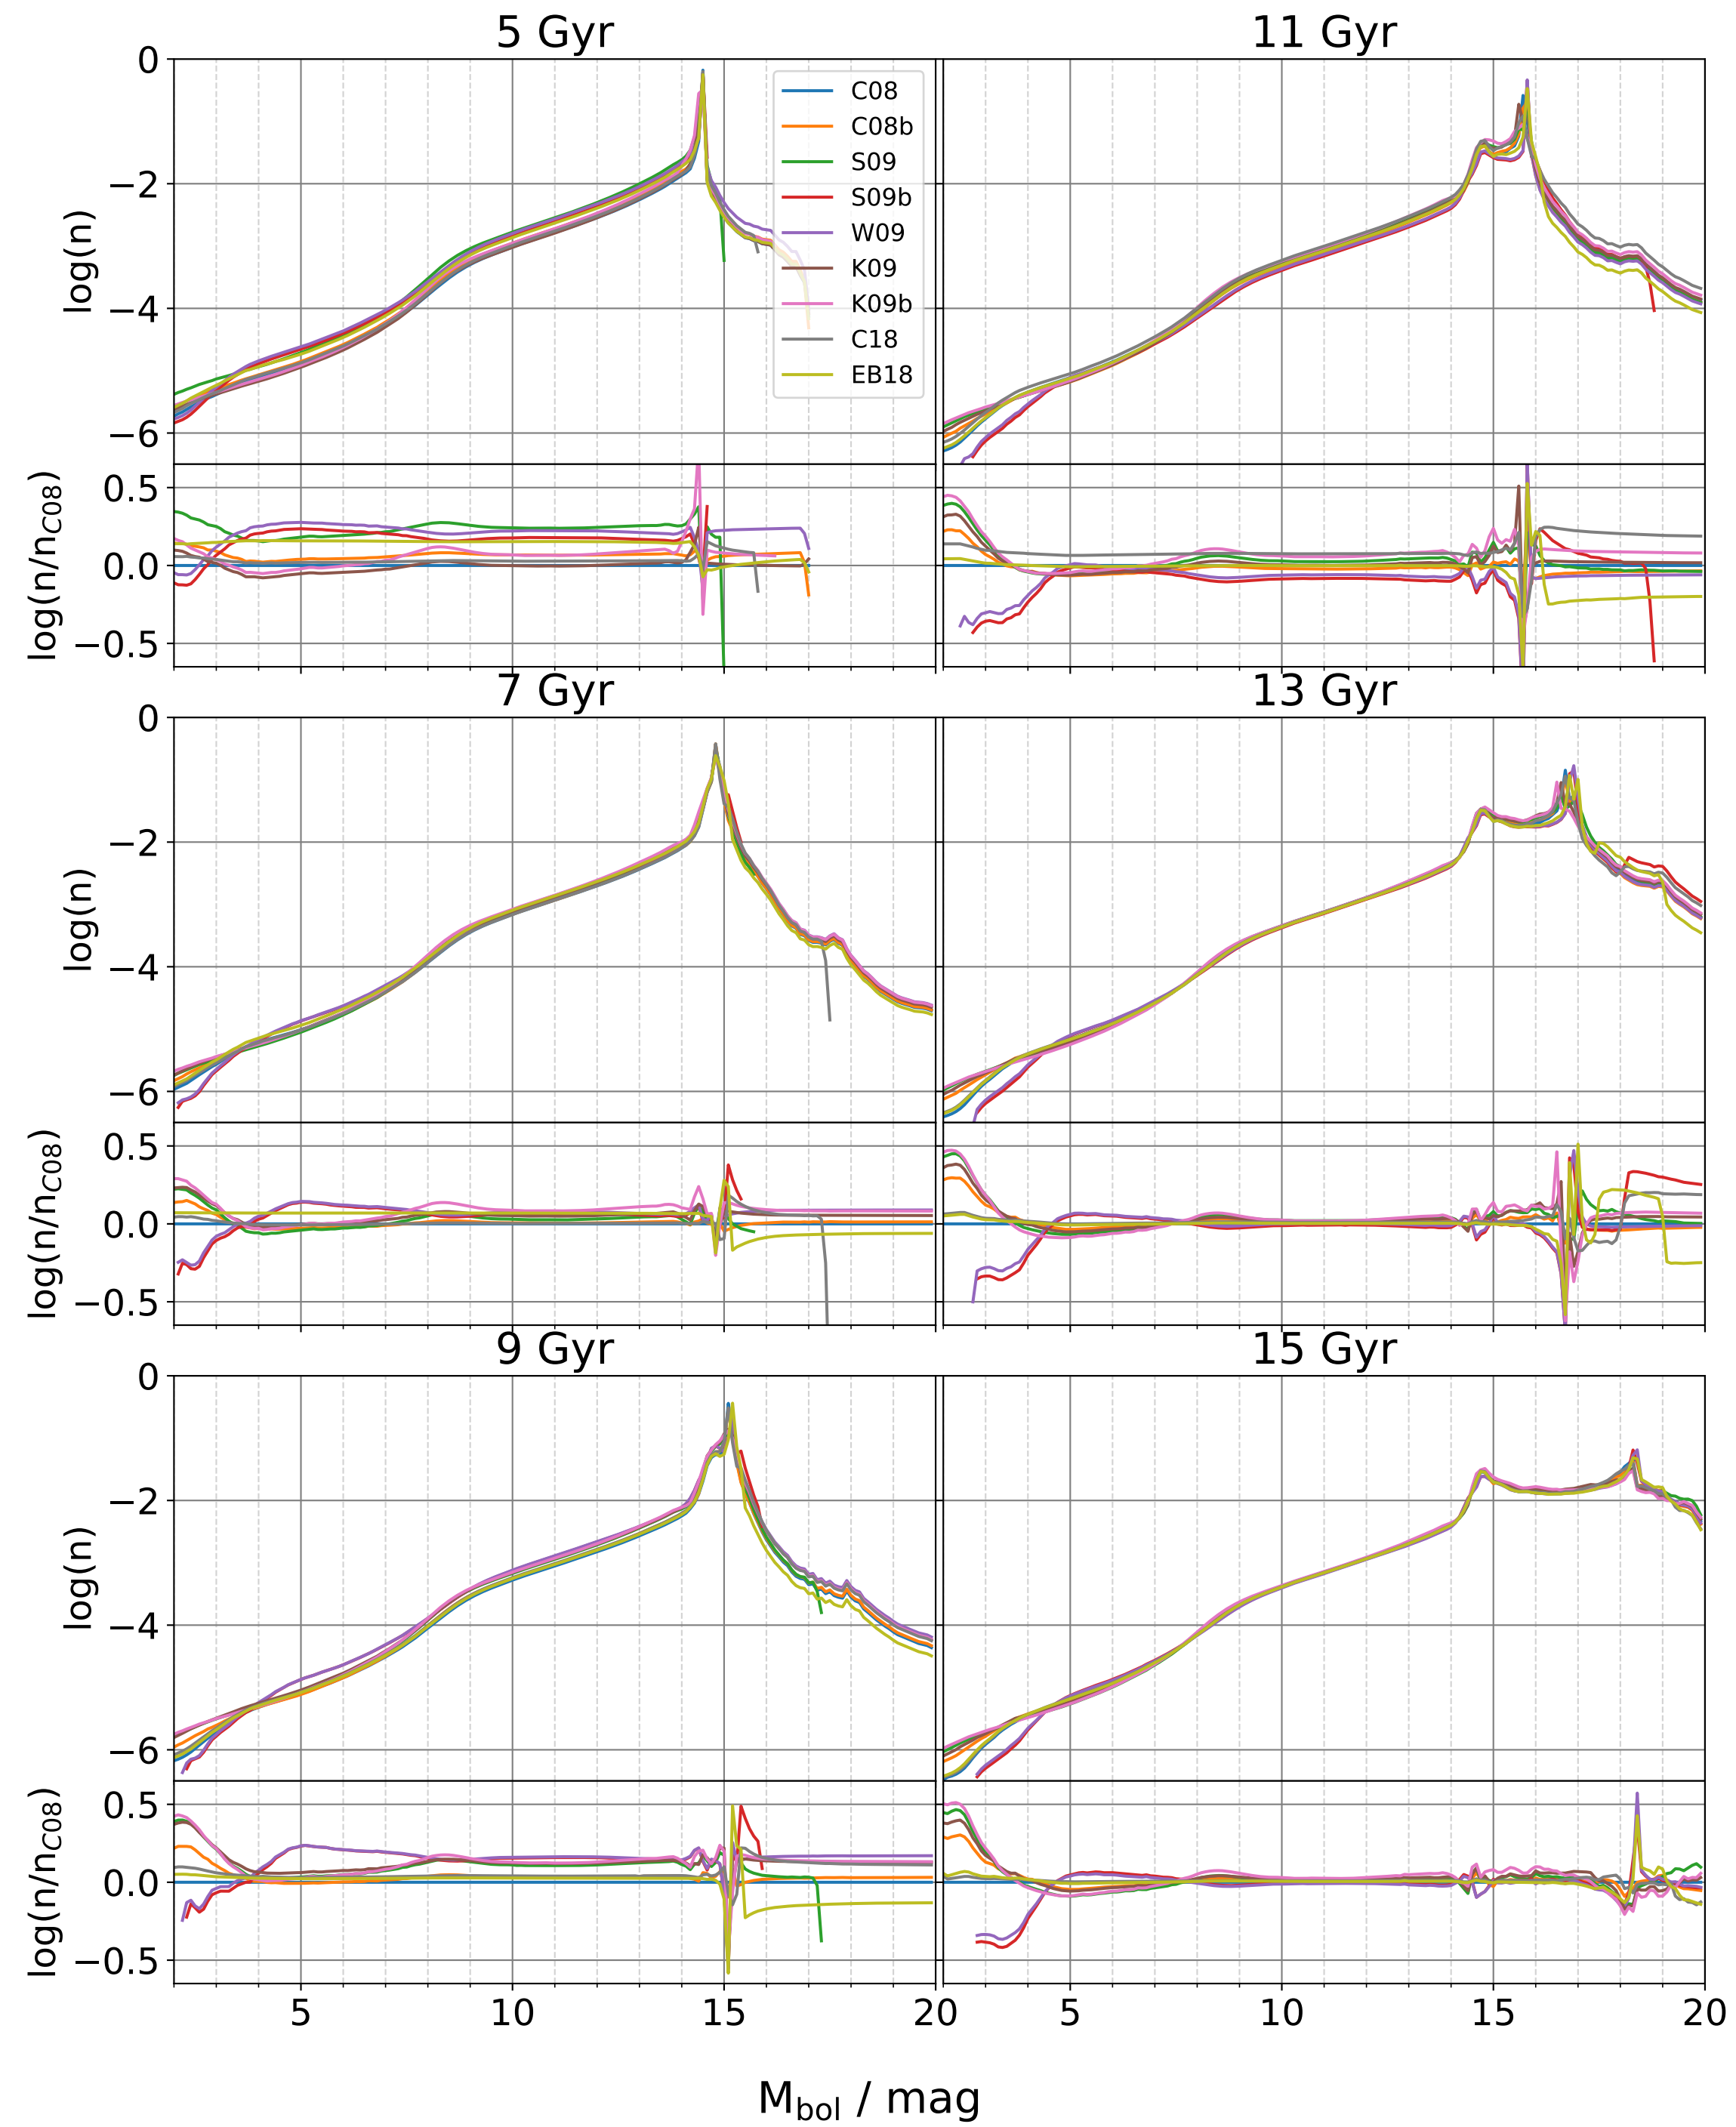 5 Gyr
11 Gyr
0
−2
−4
−6
log(n)
C08
C08b
S09
S09b
W09
K09
K09b
C18
EB18
0.5
0.0
−0.5
log(n/n_C08)
7 Gyr
13 Gyr
0
−2
−4
−6
log(n)
0.5
0.0
−0.5
log(n/n_C08)
9 Gyr
15 Gyr
0
−2
−4
−6
log(n)
0.5
0.0
−0.5
log(n/n_C08)
5 10 15 20 5 10 15 20
M_bol / mag